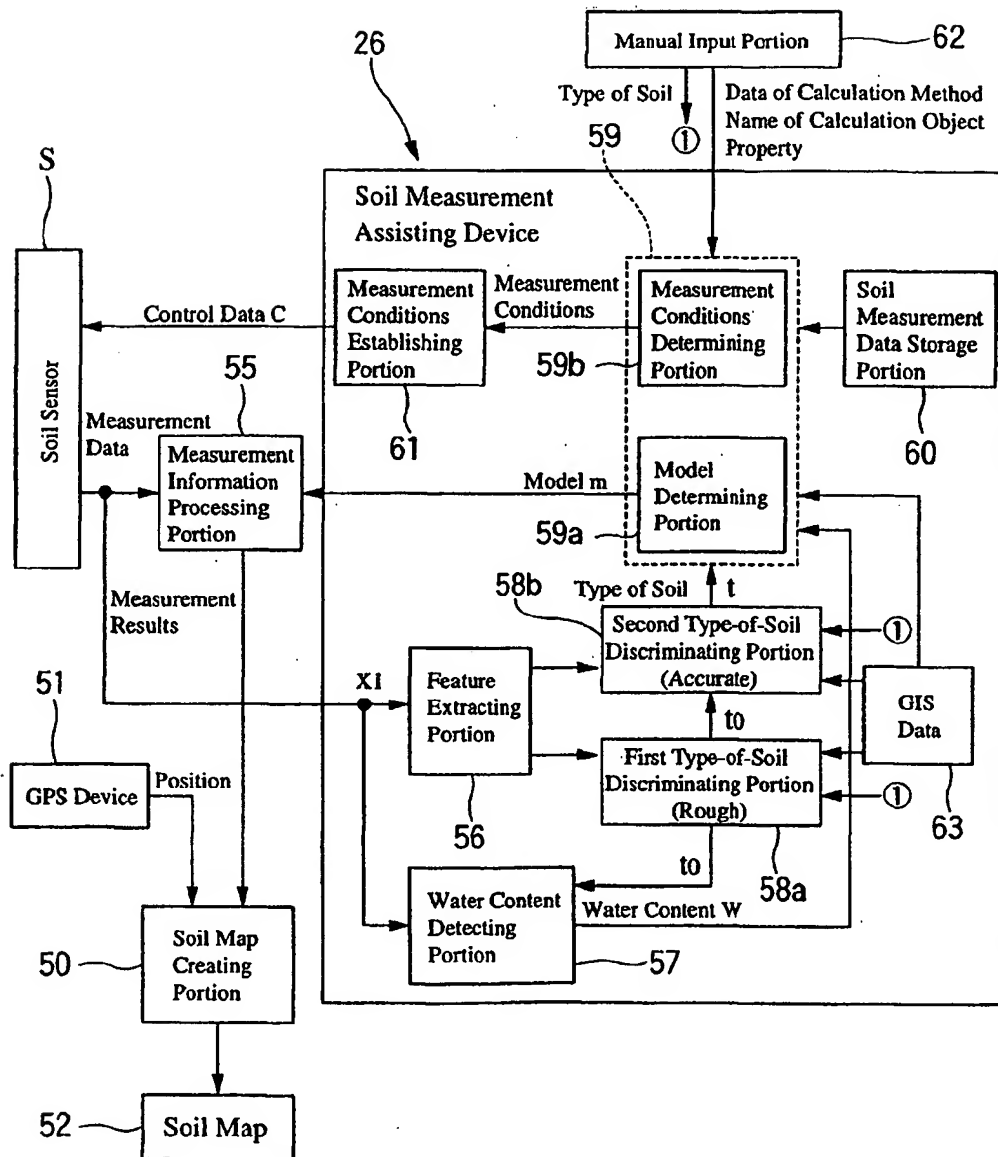 Manual Input Portion
62
26
Type of Soil
①
Data of Calculation Method
Name of Calculation Object
Property
59
S
Soil Measurement
Assisting Device
Soil Sensor
Control Data C
Measurement
Conditions
Establishing
Portion
61
Measurement
Conditions
Measurement
Conditions
Determining
Portion
59b
Soil
Measurement
Data Storage
Portion
60
55
Measurement
Data
Measurement
Information
Processing
Portion
Model m
Model
Determining
Portion
59a
Measurement
Results
Type of Soil
t
58b
Second Type-of-Soil
Discriminating Portion
(Accurate)
①
51
X1
Feature
Extracting
Portion
56
t0
GIS
Data
63
GPS Device
Position
First Type-of-Soil
Discriminating Portion
(Rough)
①
58a
t0
Water Content
Detecting
Portion
Water Content W
57
50
Soil Map
Creating
Portion
52
Soil Map